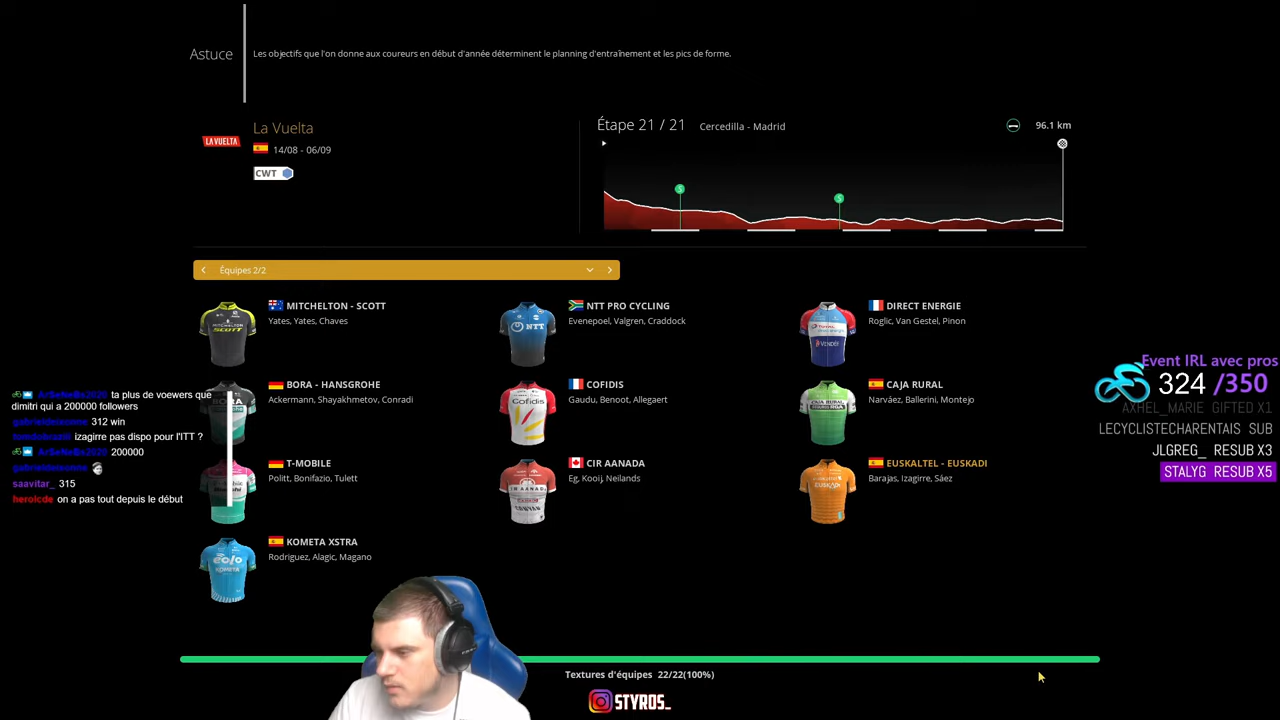 Astuce
Les objectifs que l'on donne aux coureurs en début d'année déterminent le planning d'entraînement et les pics de forme.
LA VUELTA
La Vuelta
14/08 - 06/09
CWT
Étape 21 / 21
Cercedilla - Madrid
96.1 km
S
S
Équipes 2/2
MITCHELTON - SCOTT
Yates, Yates, Chaves
NTT PRO CYCLING
Evenepoel, Valgren, Craddock
DIRECT ENERGIE
Roglic, Van Gestel, Pinon
BORA - HANSGROHE
Ackermann, Shayakhmetov, Conradi
COFIDIS
Gaudu, Benoot, Allegaert
CAJA RURAL
Narváez, Ballerini, Montejo
T-MOBILE
Politt, Bonifazio, Tulett
CIR AANADA
Eg, Kooij, Neilands
EUSKALTEL - EUSKADI
Barajas, Izagirre, Sáez
KOMETA XSTRA
Rodriguez, Alagic, Magano
ArSeNeBs2020 ta plus de voewers que
dimitri qui a 200000 followers
312 win
izagirre pas dispo pour l'ITT ?
ArSeNeBs2020 200000
saavitar_ 315
heroicde on a pas tout depuis le début
Event IRL avec pros
324 /350
AXHEL_MARIE GIFTED X1
LECYCLISTECHARENTAIS SUB
JLGREG_ RESUB X3
STALYG RESUB X5
Textures d'équipes 22/22(100%)
STYROS_